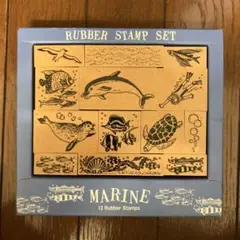 RUBBER STAMP SET
MARINE
12 Rubber Stamps